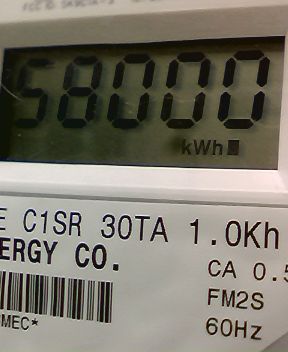 58000
kWh
E C1SR 30TA 1.0Kh
ERGY CO.
CA 0.5
FM2S
MEC*
60Hz